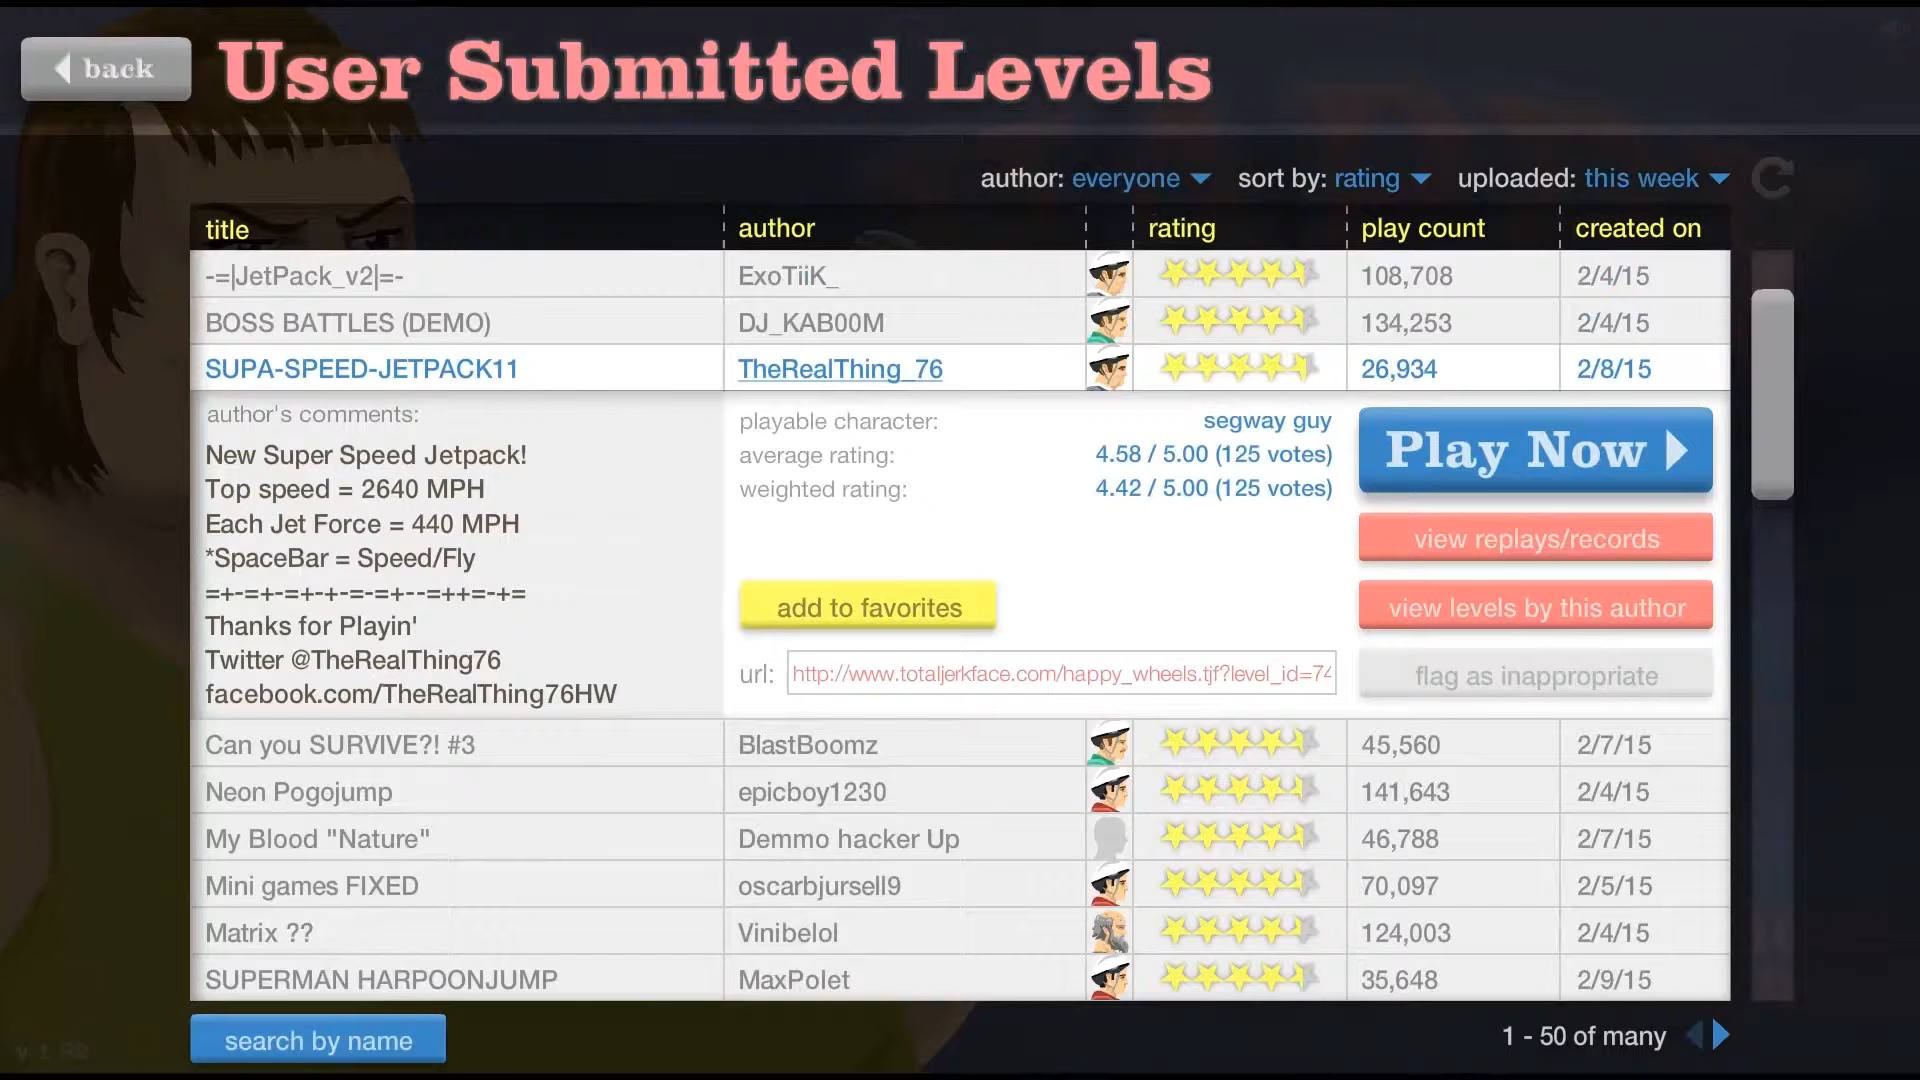 back
User Submitted Levels
author: everyone sort by: rating uploaded: this week
title author rating play count created on
-=|JetPack_v2|=- ExoTiiK_ 108,708 2/4/15
BOSS BATTLES (DEMO) DJ_KAB00M 134,253 2/4/15
SUPA-SPEED-JETPACK11 TheRealThing_76 26,934 2/8/15
author's comments:
New Super Speed Jetpack!
Top speed = 2640 MPH
Each Jet Force = 440 MPH
*SpaceBar = Speed/Fly
=+-=+-=+-+-=-=+--=++=-+=
Thanks for Playin'
Twitter @TheRealThing76
facebook.com/TheRealThing76HW
playable character: segway guy
average rating: 4.58 / 5.00 (125 votes)
weighted rating: 4.42 / 5.00 (125 votes)
add to favorites
url: http://www.totaljerkface.com/happy_wheels.tjf?level_id=74
Play Now
view replays/records
view levels by this author
flag as inappropriate
Can you SURVIVE?! #3 BlastBoomz 45,560 2/7/15
Neon Pogojump epicboy1230 141,643 2/4/15
My Blood "Nature" Demmo hacker Up 46,788 2/7/15
Mini games FIXED oscarbjursell9 70,097 2/5/15
Matrix ?? Vinibelol 124,003 2/4/15
SUPERMAN HARPOONJUMP MaxPolet 35,648 2/9/15
search by name
1 - 50 of many